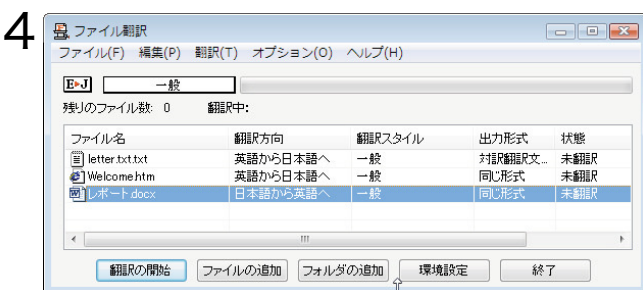 4
ファイル翻訳
ファイル(F) 編集(P) 翻訳(T) オプション(O) ヘルプ(H)
E▸J 一般
残りのファイル数: 0 翻訳中:
ファイル名 翻訳方向 翻訳スタイル 出力形式 状態
letter.txt.txt 英語から日本語へ 一般 対訳翻訳文... 未翻訳
Welcome.htm 英語から日本語へ 一般 同じ形式 未翻訳
レポート.docx 日本語から英語へ 一般 同じ形式 未翻訳
翻訳の開始 ファイルの追加 フォルダの追加 環境設定 終了